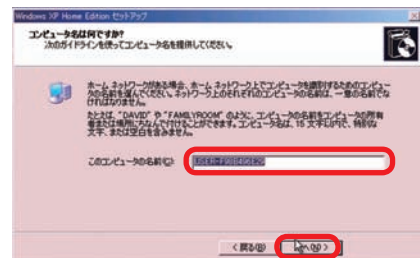 Windows XP Home Edition セットアップ
コンピュータ名は何ですか?
次のガイドラインを使ってコンピュータ名を提供してください。
ホーム ネットワークがある場合、ホーム ネットワーク上でコンピュータを識別するためのコンピュー
タの名前を選んでください。ネットワーク上のそれぞれのコンピュータの名前は、一意の名前でな
ければなりません。
たとえば、"DAVID" や "FAMILYROOM" のように、コンピュータの名前をコンピュータの所有
者または場所にちなんで付けることができます。コンピュータ名は、15 文字以内で、特別な
文字、または空白を含みません。
このコンピュータの名前(C):
< 戻る(B)
次へ(N) >